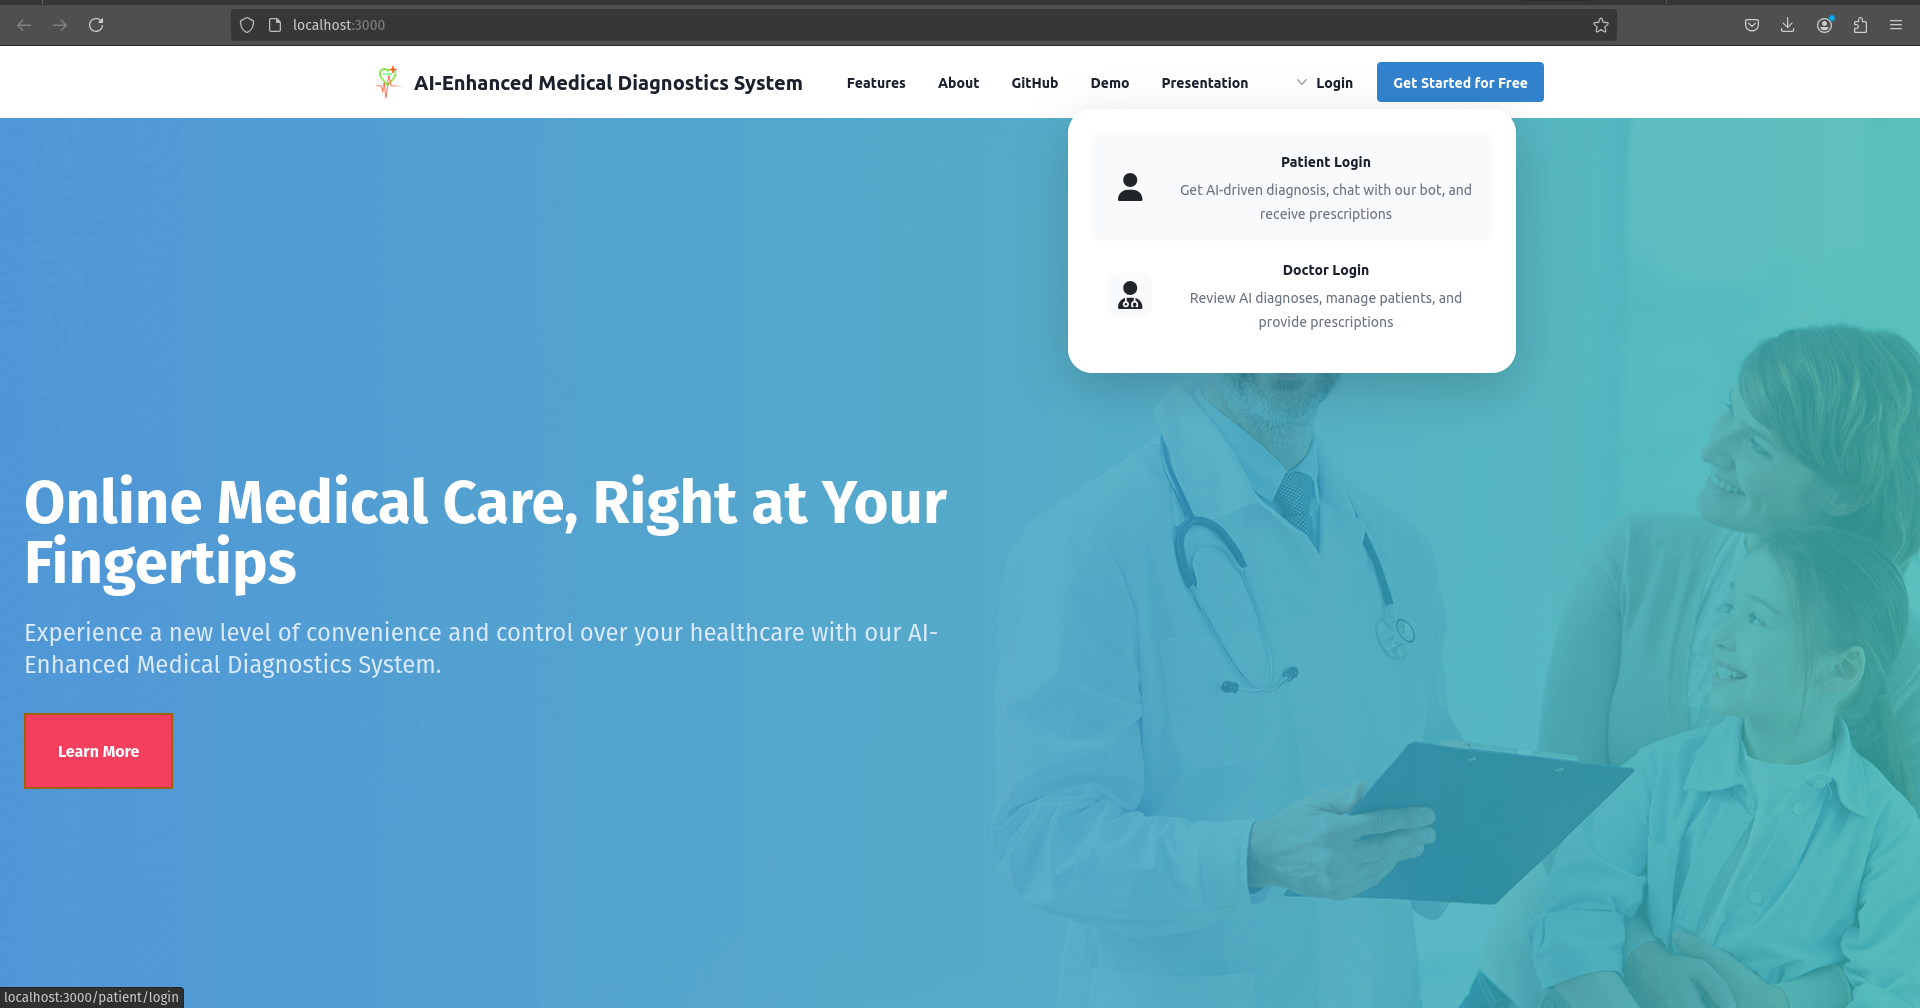 localhost:3000
AI-Enhanced Medical Diagnostics System
Features
About
GitHub
Demo
Presentation
Login
Get Started for Free
Patient Login
Get AI-driven diagnosis, chat with our bot, and
receive prescriptions
Doctor Login
Review AI diagnoses, manage patients, and
provide prescriptions
Online Medical Care, Right at Your
Fingertips
Experience a new level of convenience and control over your healthcare with our AI-
Enhanced Medical Diagnostics System.
Learn More
localhost:3000/patient/login